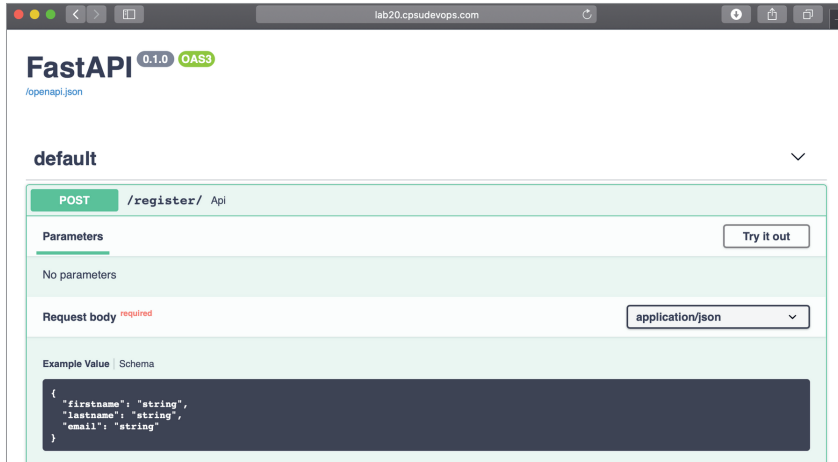 lab20.cpsudevops.com
FastAPI 0.1.0 OAS3
/openapi.json
default
POST /register/ Api
Parameters Try it out
No parameters
Request body required application/json
Example Value Schema
{
"firstname": "string",
"lastname": "string",
"email": "string"
}